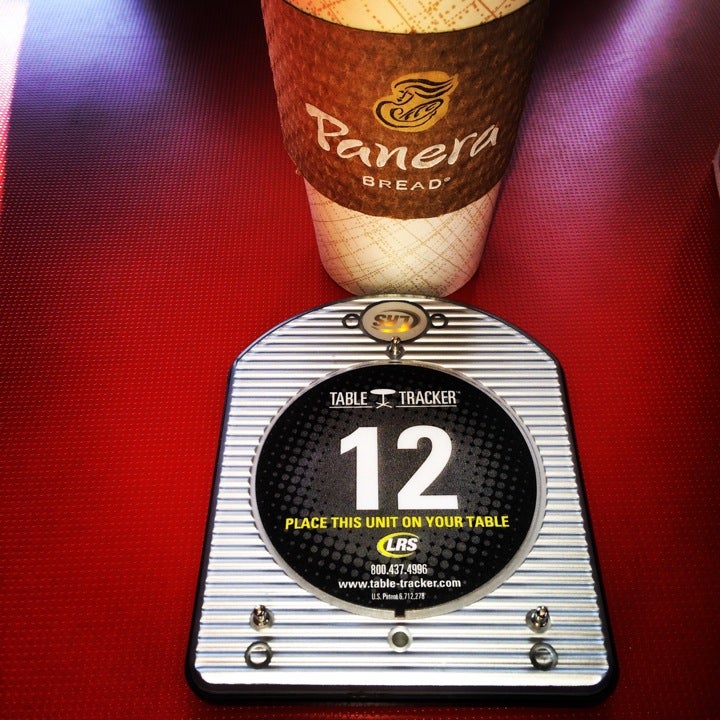 Panera
BREAD®
LRS
TABLE TRACKER
12
PLACE THIS UNIT ON YOUR TABLE
LRS
800.437.4996
www.table-tracker.com
U.S. Patent 6,712,278